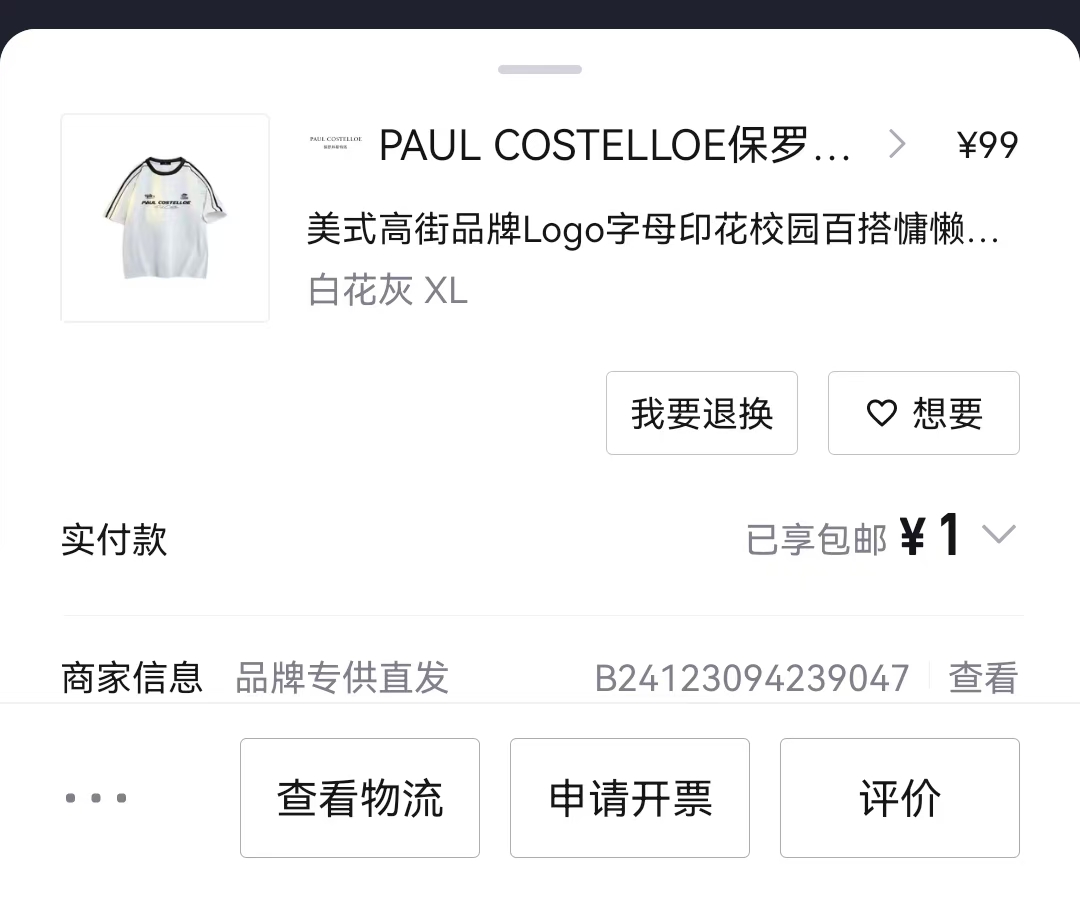 PAUL COSTELLOE
PAUL COSTELLOE保罗... ¥99
PAUL COSTELLOE
美式高街品牌Logo字母印花校园百搭慵懒...
白花灰 XL
我要退换 想要
实付款 已享包邮 ¥1
商家信息 品牌专供直发 B24123094239047 查看
查看物流 申请开票 评价